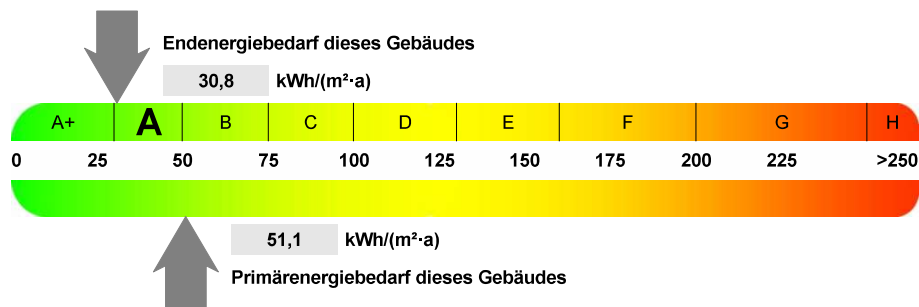 Endenergiebedarf dieses Gebäudes
30,8 kWh/(m²·a)
A+ A B C D E F G H
0 25 50 75 100 125 150 175 200 225 >250
51,1 kWh/(m²·a)
Primärenergiebedarf dieses Gebäudes